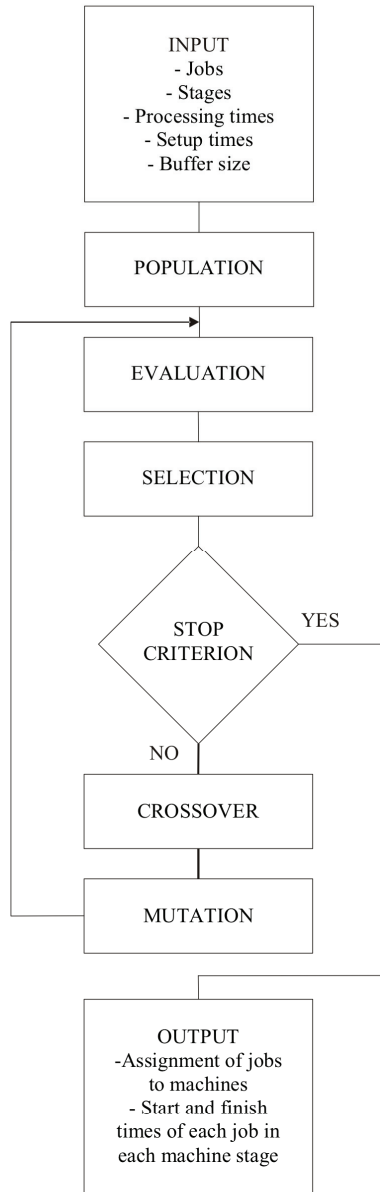 INPUT
- Jobs
- Stages
- Processing times
- Setup times
- Buffer size
POPULATION
EVALUATION
SELECTION
STOP
CRITERION
YES
NO
CROSSOVER
MUTATION
OUTPUT
-Assignment of jobs
to machines
- Start and finish
times of each job in
each machine stage